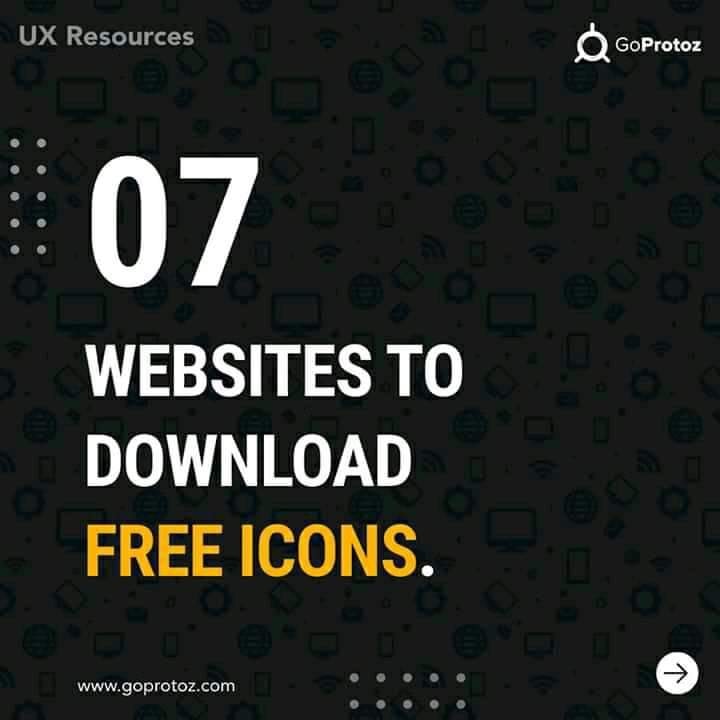 UX Resources
GoProtoz
07
WEBSITES TO
DOWNLOAD
FREE ICONS.
www.goprotoz.com